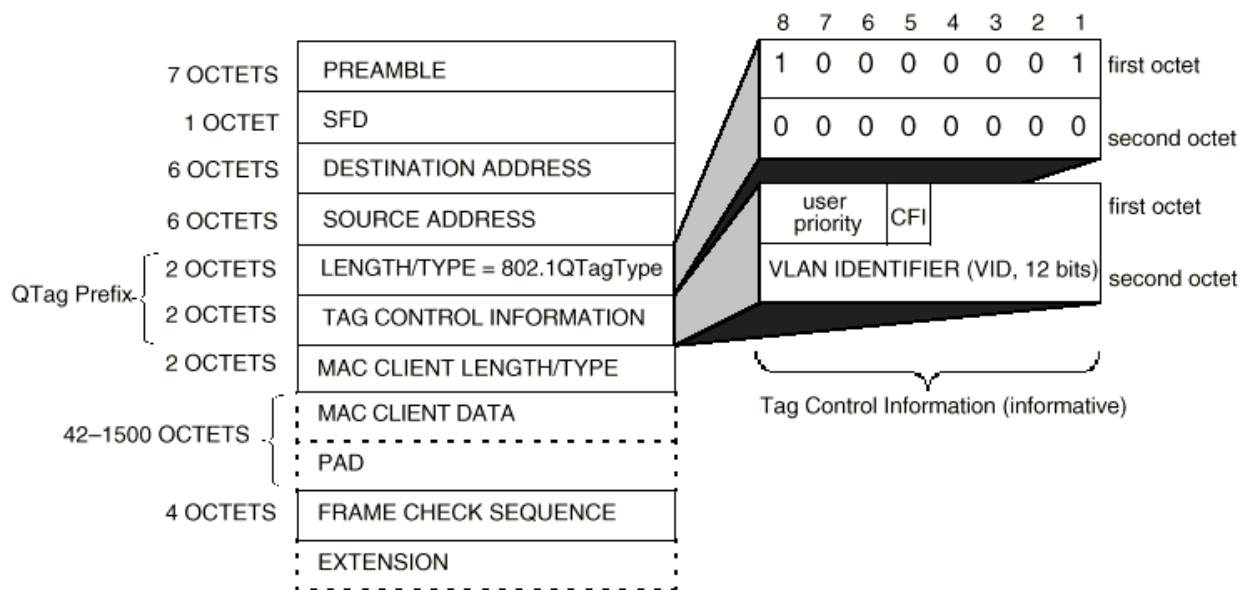 8 7 6 5 4 3 2 1
7 OCTETS PREAMBLE
1 0 0 0 0 0 0 1 first octet
1 OCTET SFD
0 0 0 0 0 0 0 0 second octet
6 OCTETS DESTINATION ADDRESS
6 OCTETS SOURCE ADDRESS
user priority CFI first octet
QTag Prefix
2 OCTETS LENGTH/TYPE = 802.1QTagType
VLAN IDENTIFIER (VID, 12 bits) second octet
2 OCTETS TAG CONTROL INFORMATION
2 OCTETS MAC CLIENT LENGTH/TYPE
Tag Control Information (informative)
42–1500 OCTETS
MAC CLIENT DATA
PAD
4 OCTETS FRAME CHECK SEQUENCE
EXTENSION